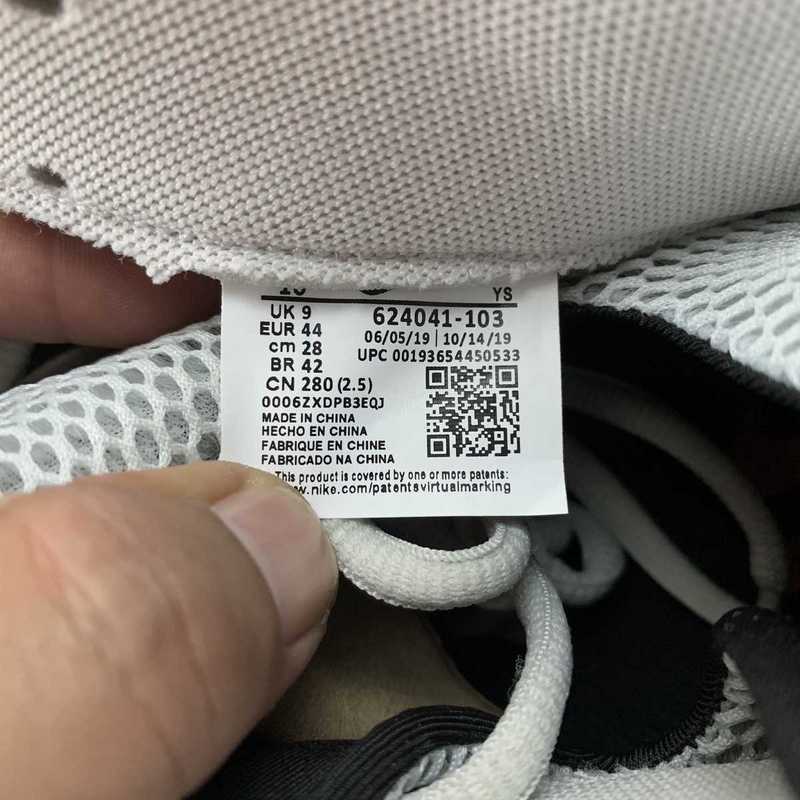 10 YS
UK 9 624041-103
EUR 44 06/05/19 | 10/14/19
cm 28 UPC 00193654450533
BR 42
CN 280 (2.5)
0006ZXDPB3EQJ
MADE IN CHINA
HECHO EN CHINA
FABRIQUE EN CHINE
FABRICADO NA CHINA
This product is covered by one or more patents:
.nike.com/patentsvirtualmarking